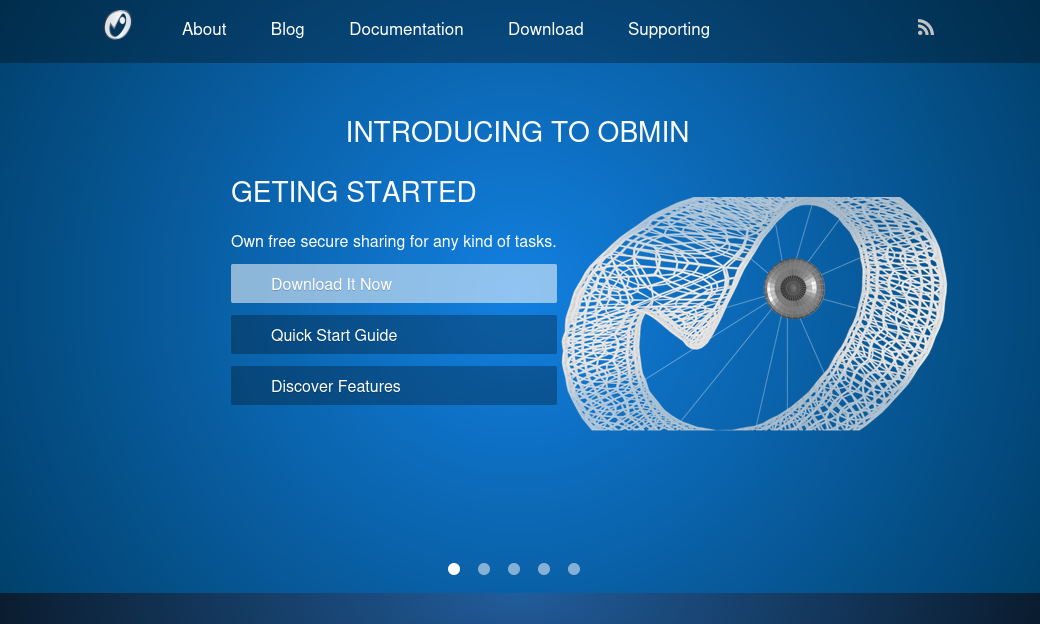 About Blog Documentation Download Supporting
INTRODUCING TO OBMIN
GETING STARTED
Own free secure sharing for any kind of tasks.
Download It Now
Quick Start Guide
Discover Features